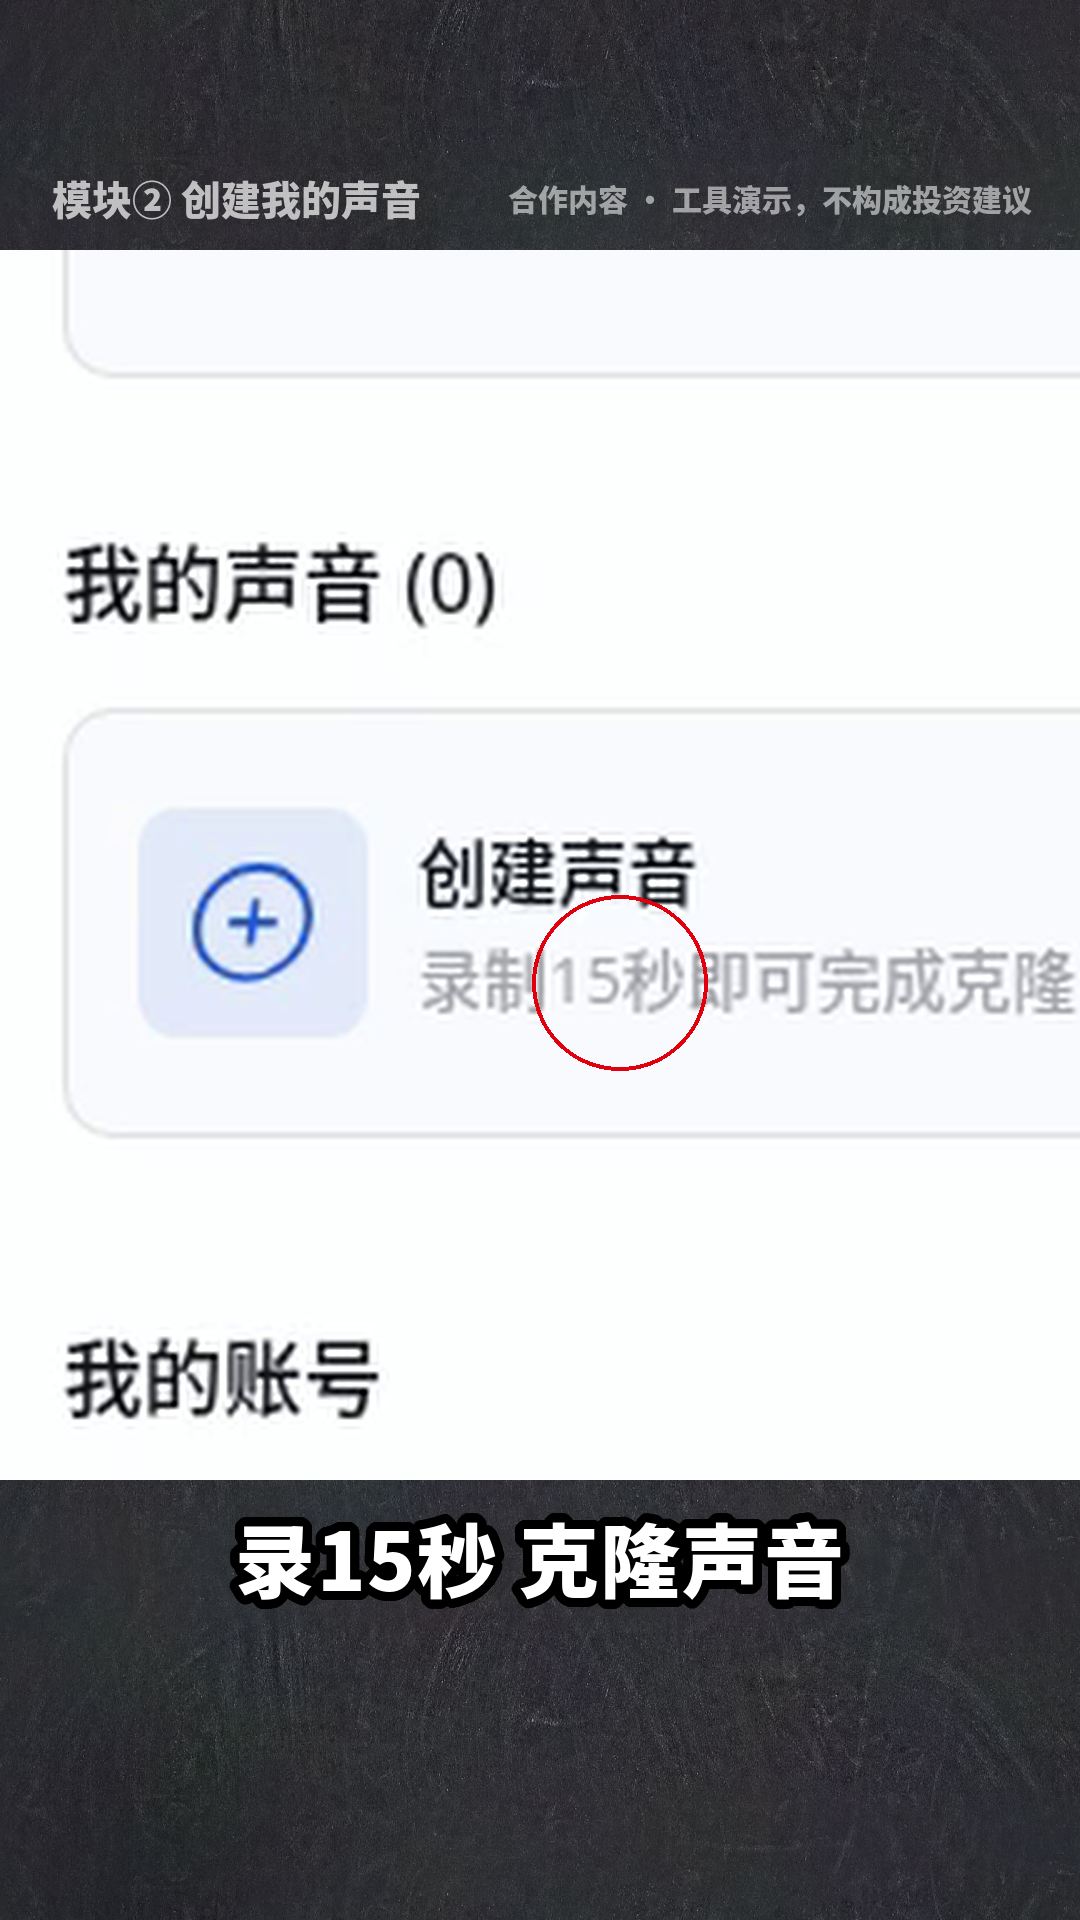 模块② 创建我的声音
合作内容 · 工具演示，不构成投资建议
我的声音 (0)
创建声音
录制15秒即可完成克隆
我的账号
录15秒 克隆声音